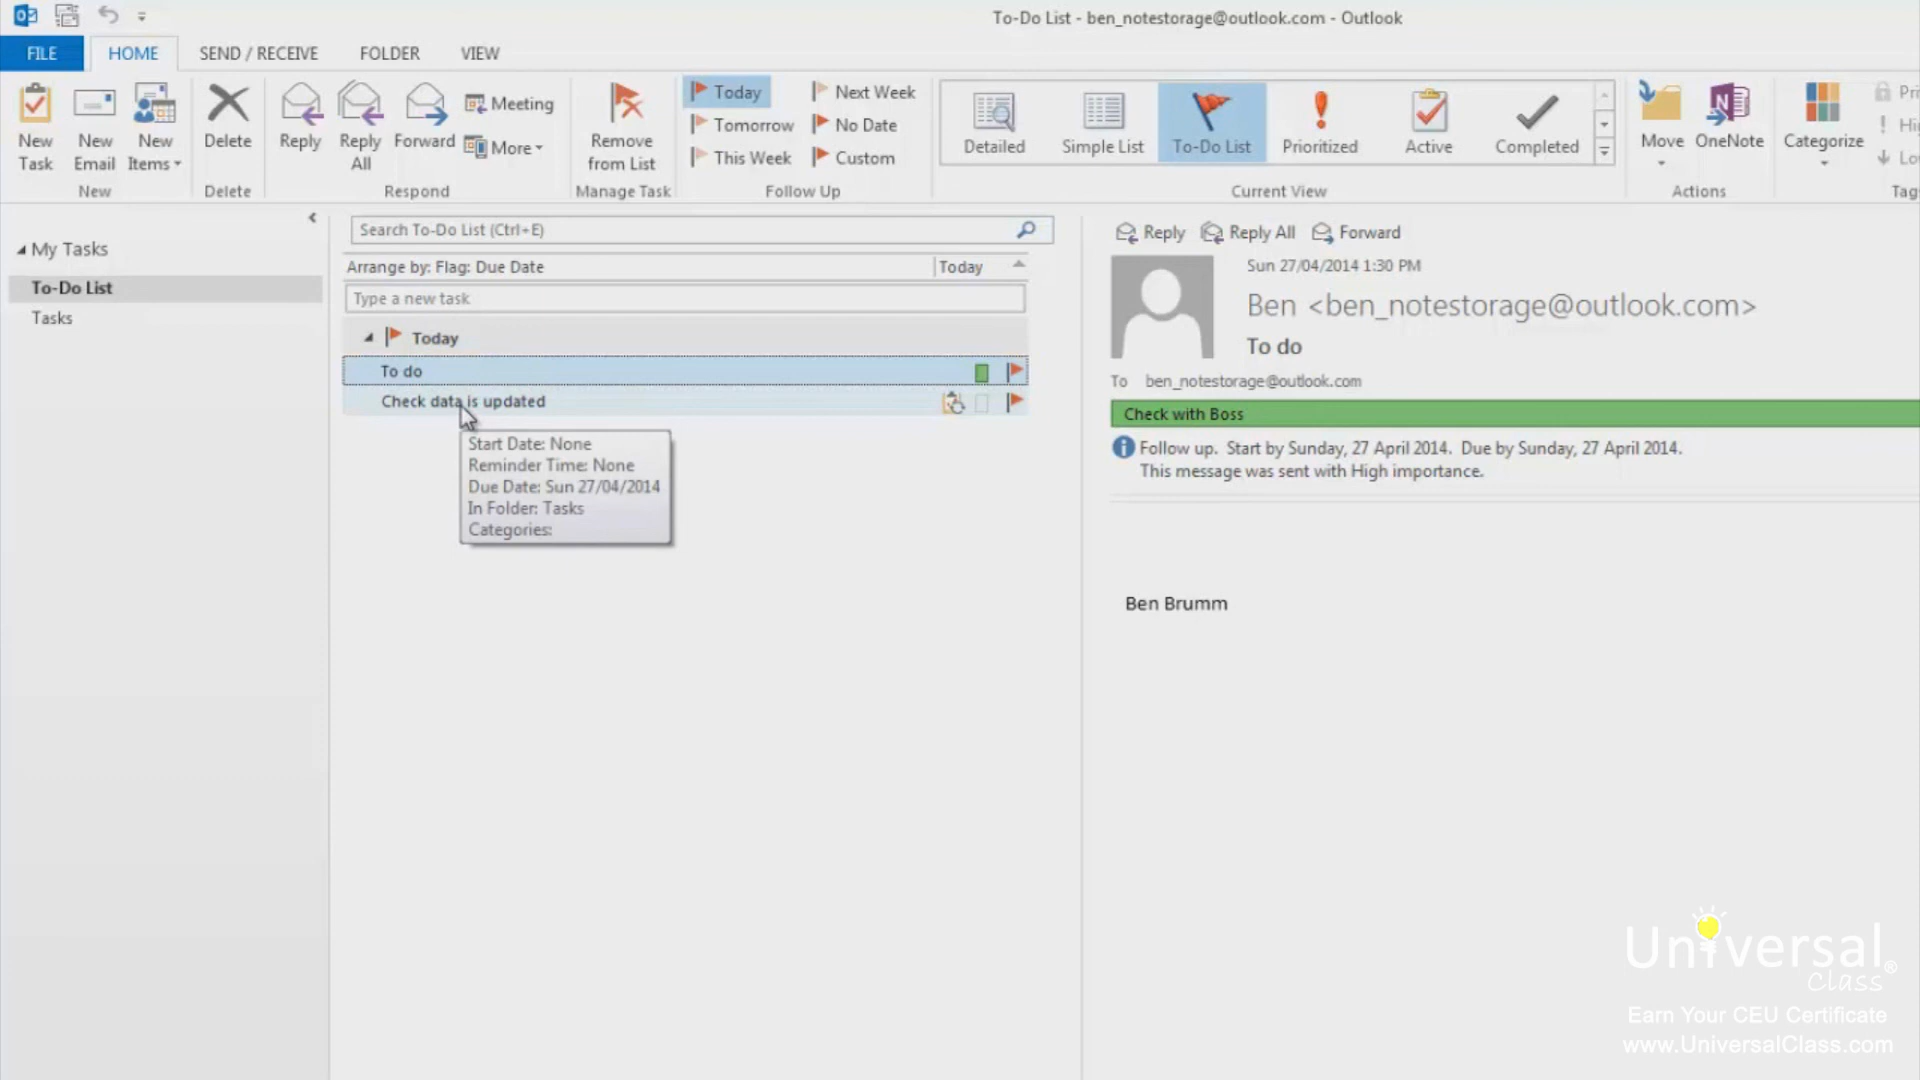 To-Do List - ben_notestorage@outlook.com - Outlook
FILE HOME SEND / RECEIVE FOLDER VIEW
New Task
New Email
New Items
New
Delete
Delete
Reply
Reply All
Forward
Meeting
More
Respond
Remove from List
Manage Task
Today
Tomorrow
This Week
Next Week
No Date
Custom
Follow Up
Detailed
Simple List
To-Do List
Prioritized
Active
Completed
Current View
Move
OneNote
Actions
Categorize
My Tasks
To-Do List
Tasks
Search To-Do List (Ctrl+E)
Arrange by: Flag: Due Date Today
Type a new task
Today
To do
Check data is updated
Start Date: None
Reminder Time: None
Due Date: Sun 27/04/2014
In Folder: Tasks
Categories:
Reply Reply All Forward
Sun 27/04/2014 1:30 PM
Ben <ben_notestorage@outlook.com>
To do
To ben_notestorage@outlook.com
Check with Boss
Follow up. Start by Sunday, 27 April 2014. Due by Sunday, 27 April 2014.
This message was sent with High importance.
Ben Brumm
Universal
Class®
Earn Your CEU Certificate
www.UniversalClass.com